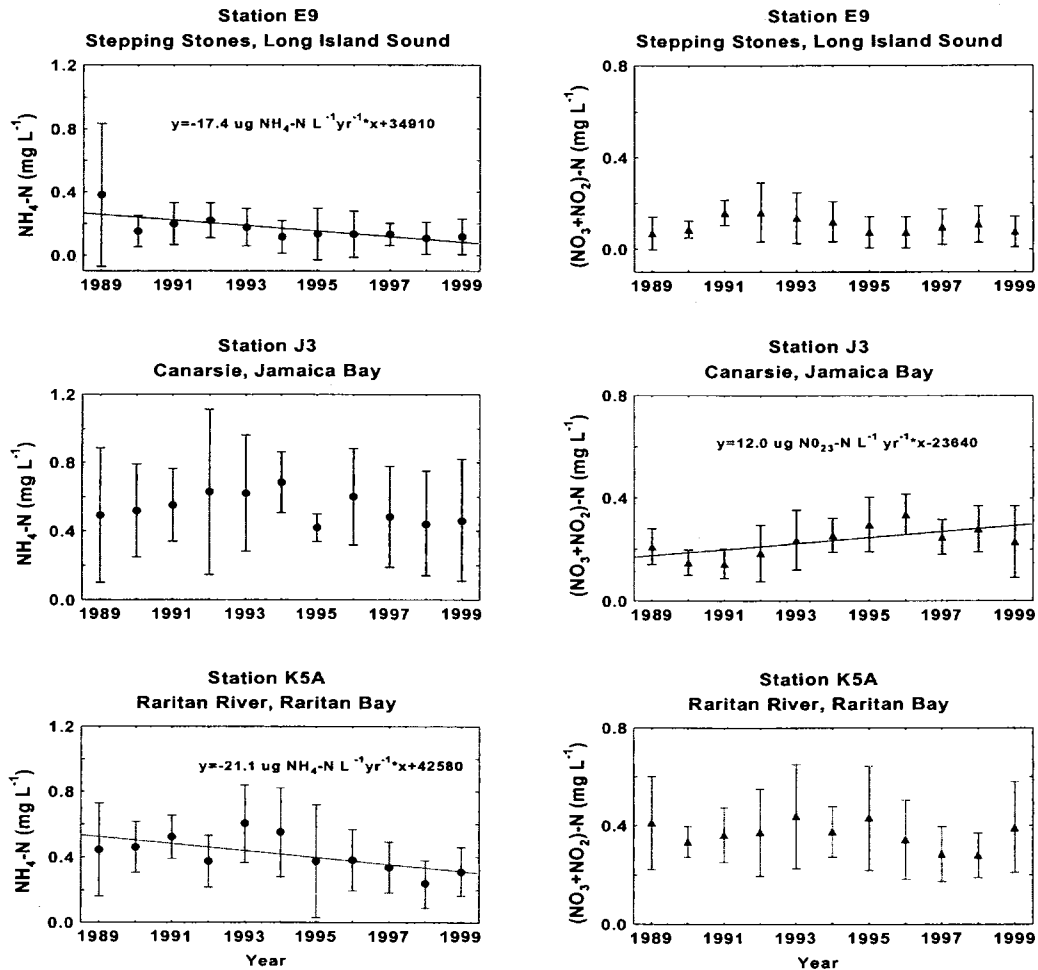 Station E9
Stepping Stones, Long Island Sound
NH4-N (mg L-1)
1.2
0.8
0.4
0.0
y=-17.4 ug NH4-N L-1yr-1*x+34910
1989 1991 1993 1995 1997 1999
Station E9
Stepping Stones, Long Island Sound
(NO3+NO2)-N (mg L-1)
0.8
0.4
0.0
1989 1991 1993 1995 1997 1999
Station J3
Canarsie, Jamaica Bay
NH4-N (mg L-1)
1.2
0.8
0.4
0.0
1989 1991 1993 1995 1997 1999
Station J3
Canarsie, Jamaica Bay
(NO3+NO2)-N (mg L-1)
0.8
0.4
0.0
y=12.0 ug N023-N L-1 yr-1*x-23640
1989 1991 1993 1995 1997 1999
Station K5A
Raritan River, Raritan Bay
NH4-N (mg L-1)
1.2
0.8
0.4
0.0
y=-21.1 ug NH4-N L-1yr-1*x+42580
1989 1991 1993 1995 1997 1999
Year
Station K5A
Raritan River, Raritan Bay
(NO3+NO2)-N (mg L-1)
0.8
0.4
0.0
1989 1991 1993 1995 1997 1999
Year